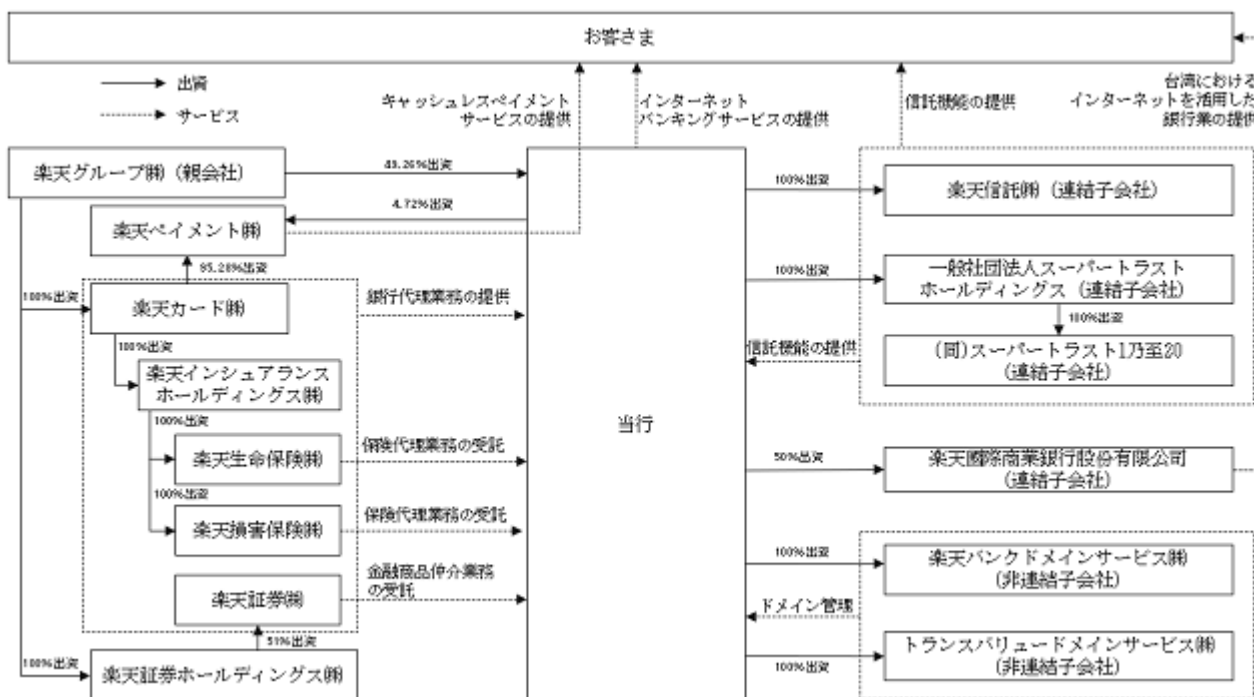 お客さま
出資
サービス
キャッシュレスペイメント
サービスの提供
インターネット
バンキングサービスの提供
信託機能の提供
台湾における
インターネットを活用した
銀行業の提供
楽天グループ㈱（親会社）
49.26%出資
4.72%出資
楽天ペイメント㈱
95.28%出資
100%出資
楽天カード㈱
銀行代理業務の提供
100%出資
楽天インシュアランス
ホールディングス㈱
100%出資
楽天生命保険㈱
保険代理業務の受託
100%出資
楽天損害保険㈱
保険代理業務の受託
金融商品仲介業務
の受託
楽天証券㈱
51%出資
100%出資
楽天証券ホールディングス㈱
当行
100%出資
楽天信託㈱（連結子会社）
100%出資
一般社団法人スーパートラスト
ホールディングス（連結子会社）
100%出資
信託機能の提供
(同)スーパートラスト1乃至20
(連結子会社)
50%出資
楽天國際商業銀行股份有限公司
(連結子会社)
100%出資
楽天バンクドメインサービス㈱
(非連結子会社)
ドメイン管理
トランスバリュードメインサービス㈱
(非連結子会社)
100%出資